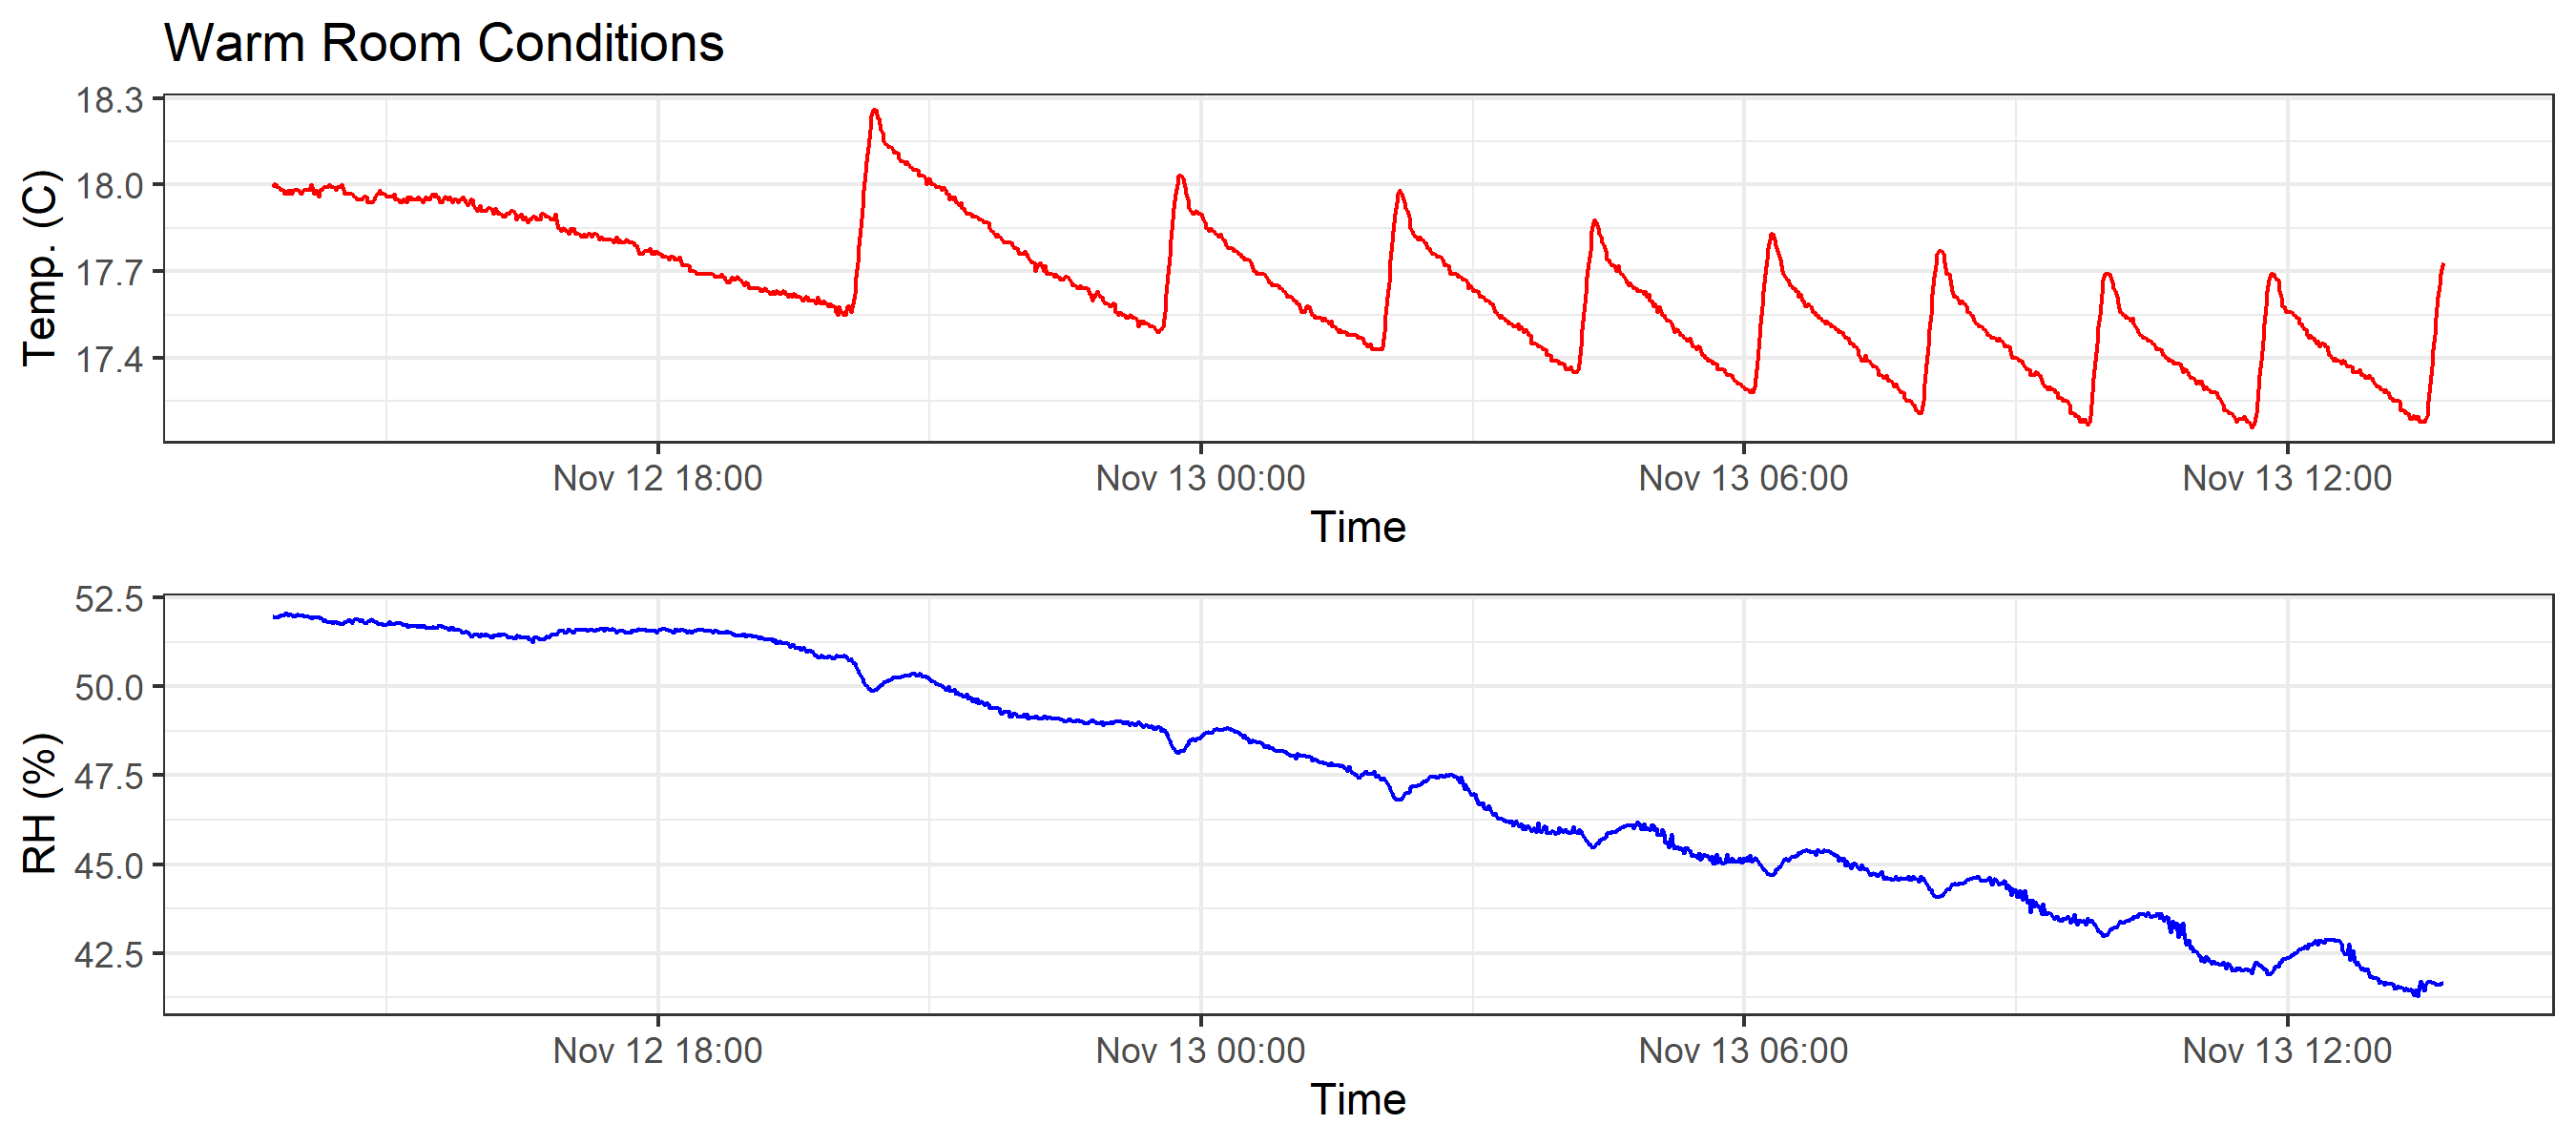 Warm Room Conditions
Temp. (C)
18.3
18.0
17.7
17.4
Nov 12 18:00 Nov 13 00:00 Nov 13 06:00 Nov 13 12:00
Time
RH (%)
52.5
50.0
47.5
45.0
42.5
Nov 12 18:00 Nov 13 00:00 Nov 13 06:00 Nov 13 12:00
Time